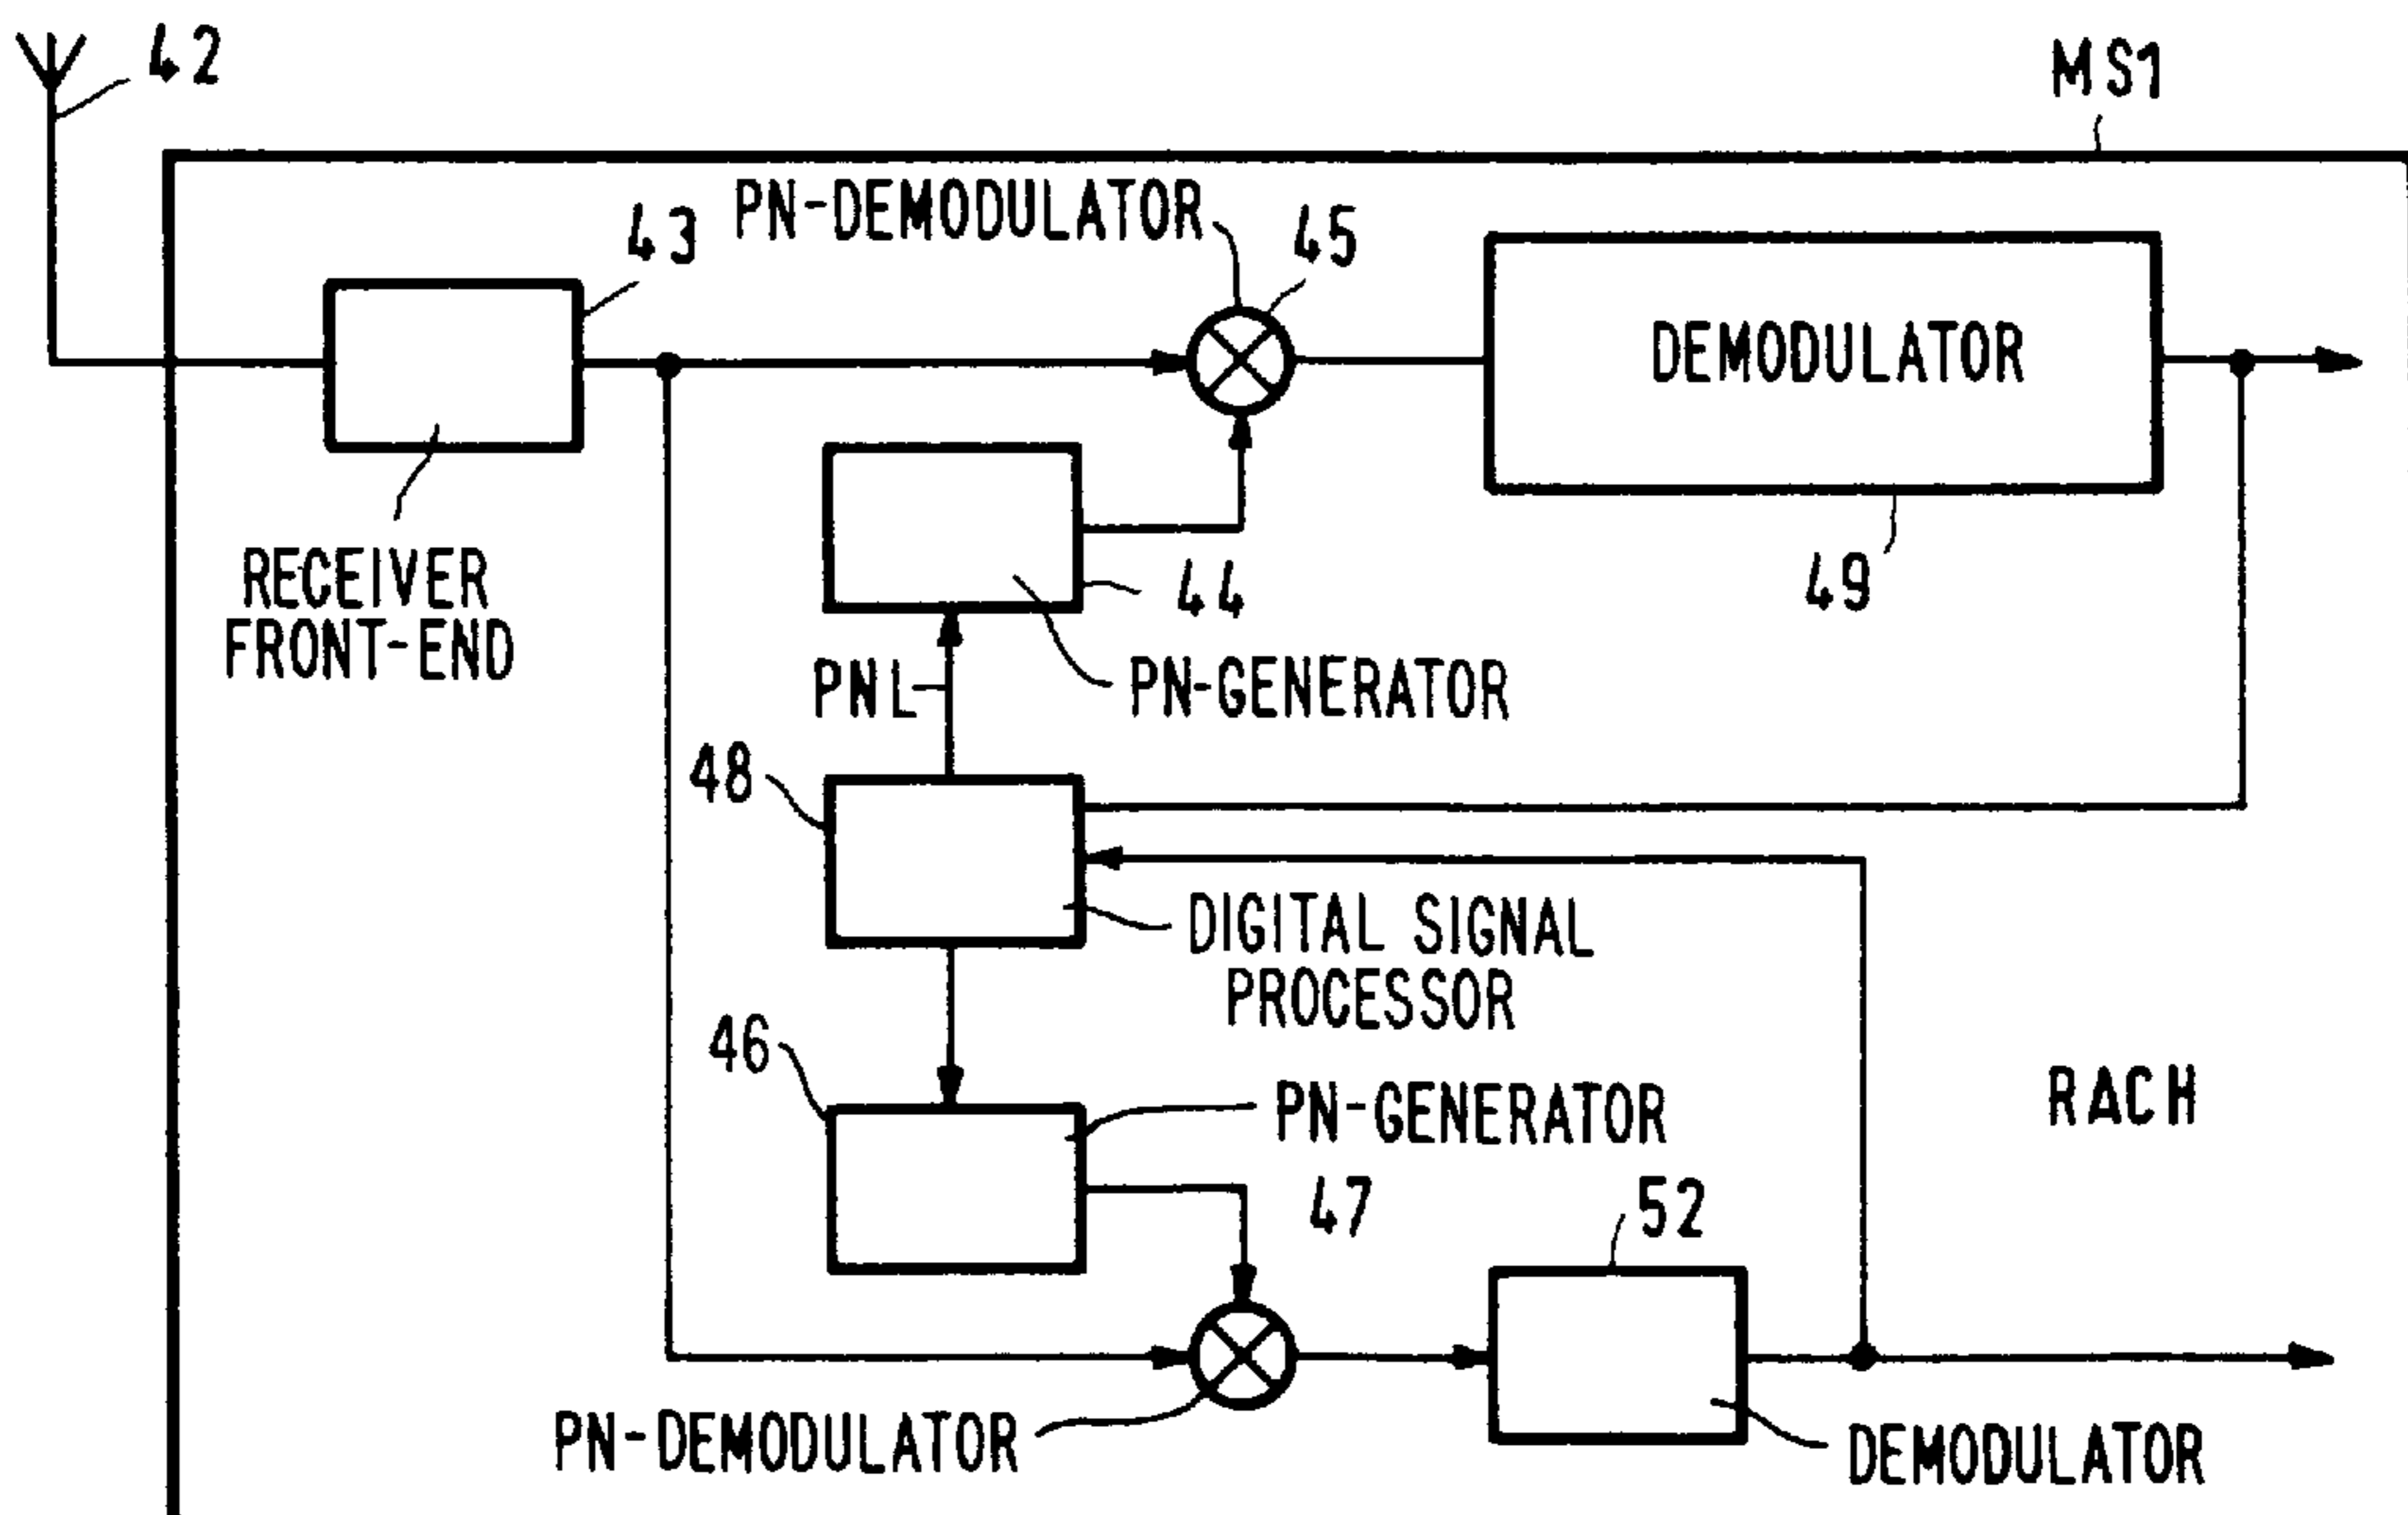 42
MS1
PN-DEMODULATOR
45
43
DEMODULATOR
RECEIVER
FRONT-END
44
49
PNL
PN-GENERATOR
48
DIGITAL SIGNAL
PROCESSOR
46
PN-GENERATOR
RACH
47
52
PN-DEMODULATOR
DEMODULATOR